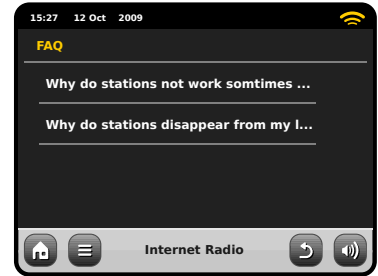 15:27 12 Oct 2009
FAQ
Why do stations not work somtimes ...
Why do stations disappear from my l...
Internet Radio